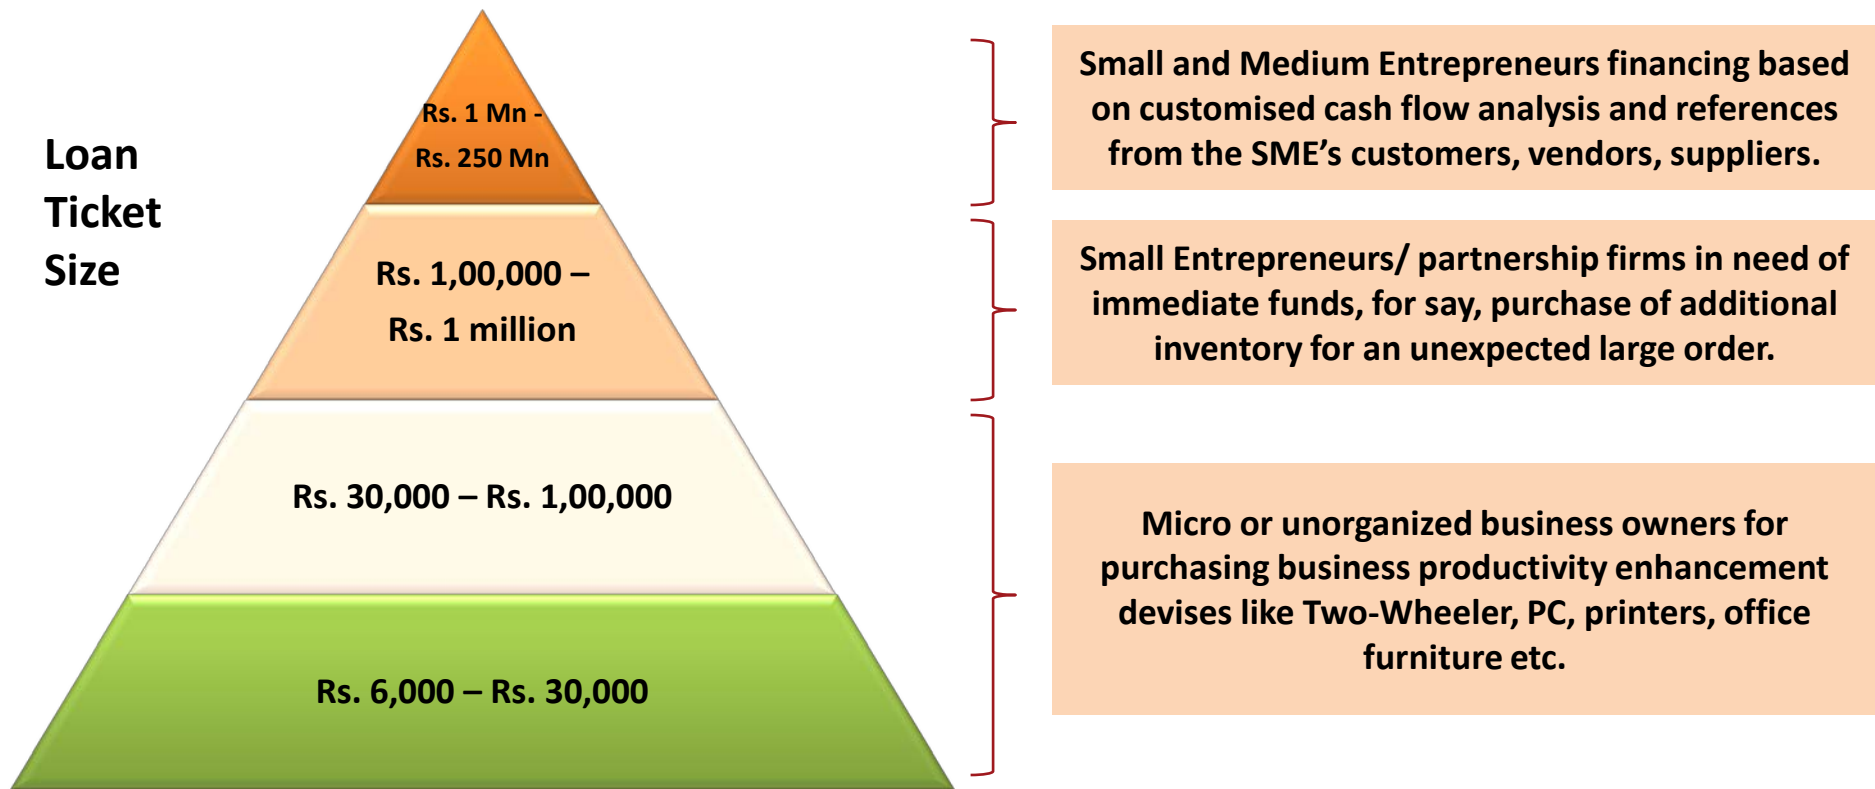 Loan
Ticket
Size
Rs. 1 Mn -
Rs. 250 Mn
Rs. 1,00,000 –
Rs. 1 million
Rs. 30,000 – Rs. 1,00,000
Rs. 6,000 – Rs. 30,000
Small and Medium Entrepreneurs financing based
on customised cash flow analysis and references
from the SME’s customers, vendors, suppliers.
Small Entrepreneurs/ partnership firms in need of
immediate funds, for say, purchase of additional
inventory for an unexpected large order.
Micro or unorganized business owners for
purchasing business productivity enhancement
devises like Two-Wheeler, PC, printers, office
furniture etc.